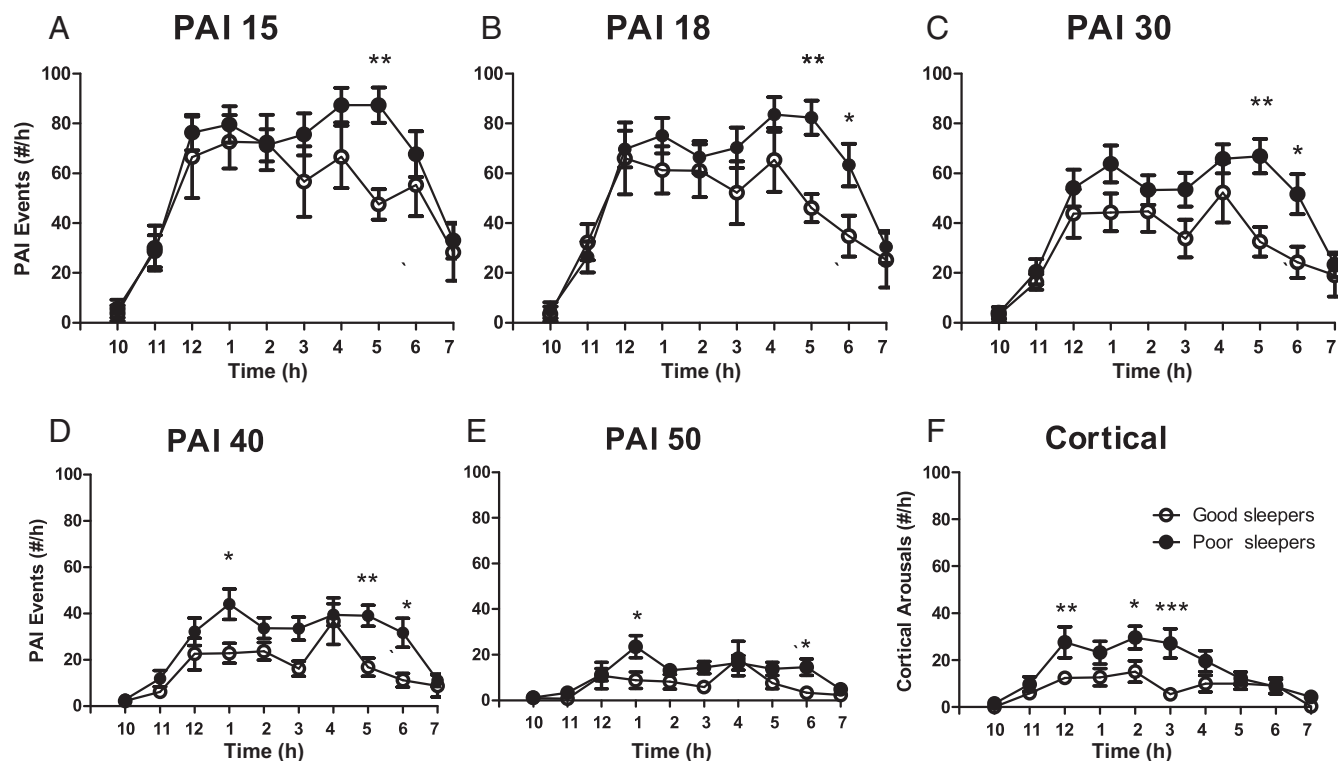 A PAI 15
**
PAI Events (#/h)
100
80
60
40
20
0
10 11 12 1 2 3 4 5 6 7
Time (h)
B PAI 18
**
*
100
80
60
40
20
0
10 11 12 1 2 3 4 5 6 7
Time (h)
C PAI 30
**
*
100
80
60
40
20
0
10 11 12 1 2 3 4 5 6 7
Time (h)
D PAI 40
* ** *
PAI Events (#/h)
100
80
60
40
20
0
10 11 12 1 2 3 4 5 6 7
Time (h)
E PAI 50
* *
100
80
60
40
20
0
10 11 12 1 2 3 4 5 6 7
Time (h)
F Cortical
Good sleepers
Poor sleepers
** * ***
Cortical Arousals (#/h)
100
80
60
40
20
0
10 11 12 1 2 3 4 5 6 7
Time (h)